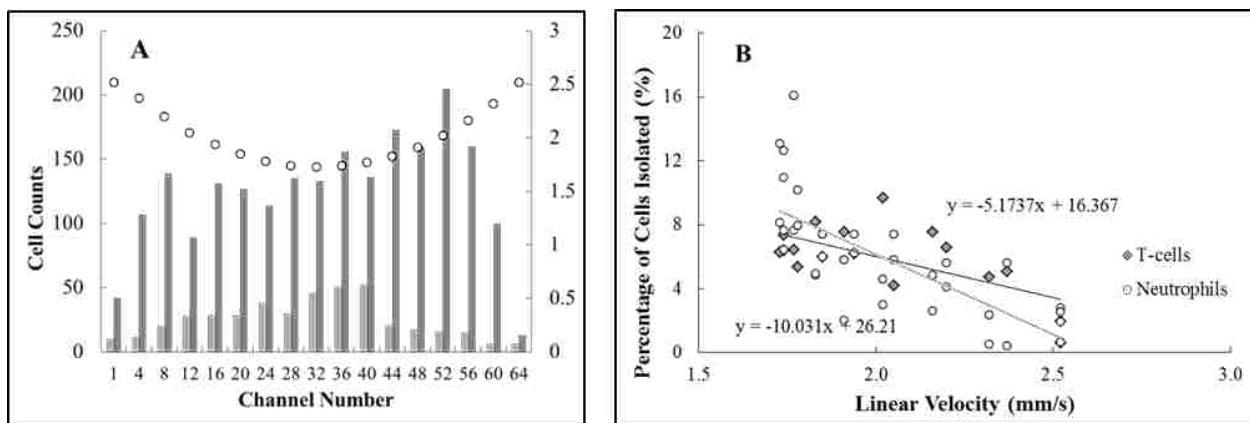 A
250
200
150
100
50
0
Cell Counts
3
2.5
2
1.5
1
0.5
0
1 4 8 12 16 20 24 28 32 36 40 44 48 52 56 60 64
Channel Number
B
20
16
12
8
4
0
Percentage of Cells Isolated (%)
y = -5.1737x + 16.367
T-cells
Neutrophils
y = -10.031x + 26.21
1.5 2.0 2.5 3.0
Linear Velocity (mm/s)